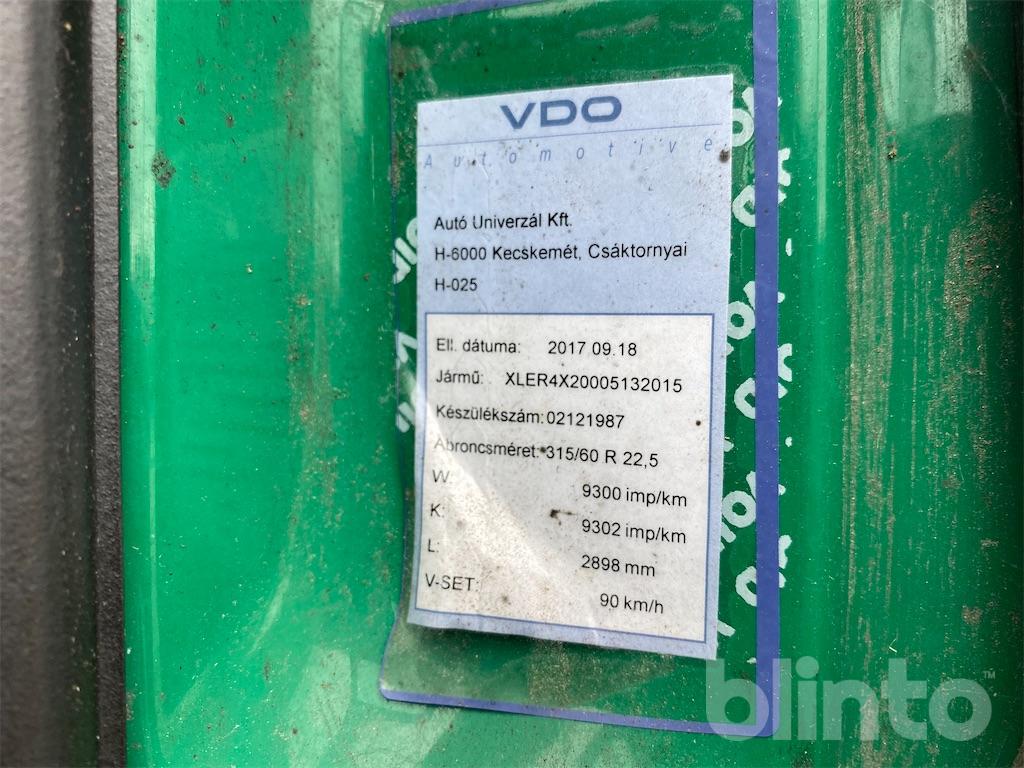 VDO
Automotive
Autó Univerzál Kft.
H-6000 Kecskemét, Csáktornyai
H-025
Ell. dátuma: 2017 09.18
Jármű: XLER4X20005132015
Készülékszám: 02121987
Abroncsméret: 315/60 R 22,5
W: 9300 imp/km
K: 9302 imp/km
L: 2898 mm
V-SET: 90 km/h
blinto™